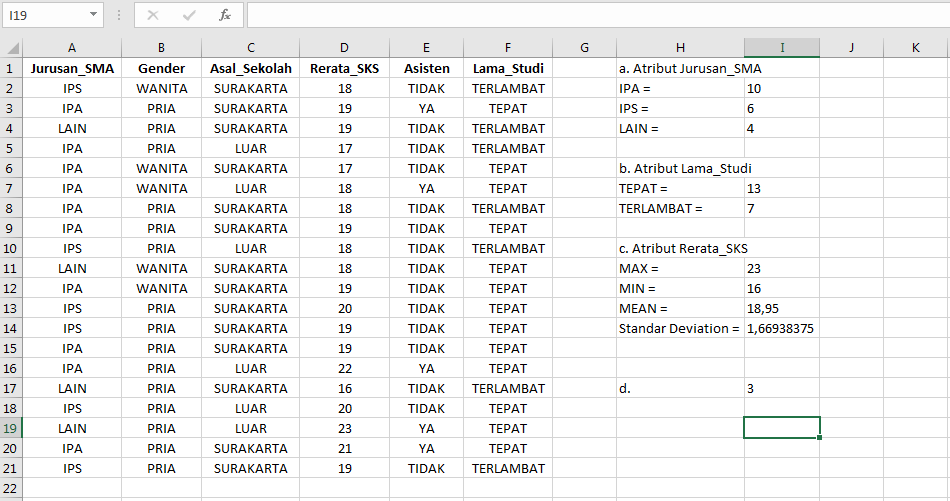 I19 fx
A B C D E F G H I J K
1 Jurusan_SMA Gender Asal_Sekolah Rerata_SKS Asisten Lama_Studi a. Atribut Jurusan_SMA
2 IPS WANITA SURAKARTA 18 TIDAK TERLAMBAT IPA = 10
3 IPA PRIA SURAKARTA 19 YA TEPAT IPS = 6
4 LAIN PRIA SURAKARTA 19 TIDAK TERLAMBAT LAIN = 4
5 IPA PRIA LUAR 17 TIDAK TERLAMBAT
6 IPA WANITA SURAKARTA 17 TIDAK TEPAT b. Atribut Lama_Studi
7 IPA WANITA LUAR 18 YA TEPAT TEPAT = 13
8 IPA PRIA SURAKARTA 18 TIDAK TERLAMBAT TERLAMBAT = 7
9 IPA PRIA SURAKARTA 19 TIDAK TEPAT
10 IPS PRIA LUAR 18 TIDAK TERLAMBAT c. Atribut Rerata_SKS
11 LAIN WANITA SURAKARTA 18 TIDAK TEPAT MAX = 23
12 IPA WANITA SURAKARTA 19 TIDAK TEPAT MIN = 16
13 IPS PRIA SURAKARTA 20 TIDAK TEPAT MEAN = 18,95
14 IPS PRIA SURAKARTA 19 TIDAK TEPAT Standar Deviation = 1,66938375
15 IPA PRIA SURAKARTA 19 TIDAK TEPAT
16 IPA PRIA LUAR 22 YA TEPAT
17 LAIN PRIA SURAKARTA 16 TIDAK TERLAMBAT d. 3
18 IPS PRIA LUAR 20 TIDAK TEPAT
19 LAIN PRIA LUAR 23 YA TEPAT
20 IPA PRIA SURAKARTA 21 YA TEPAT
21 IPS PRIA SURAKARTA 19 TIDAK TERLAMBAT
22